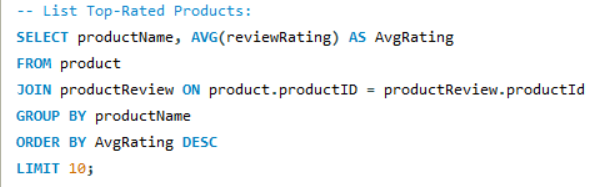 -- List Top-Rated Products:
SELECT productName, AVG(reviewRating) AS AvgRating
FROM product
JOIN productReview ON product.productID = productReview.productId
GROUP BY productName
ORDER BY AvgRating DESC
LIMIT 10;